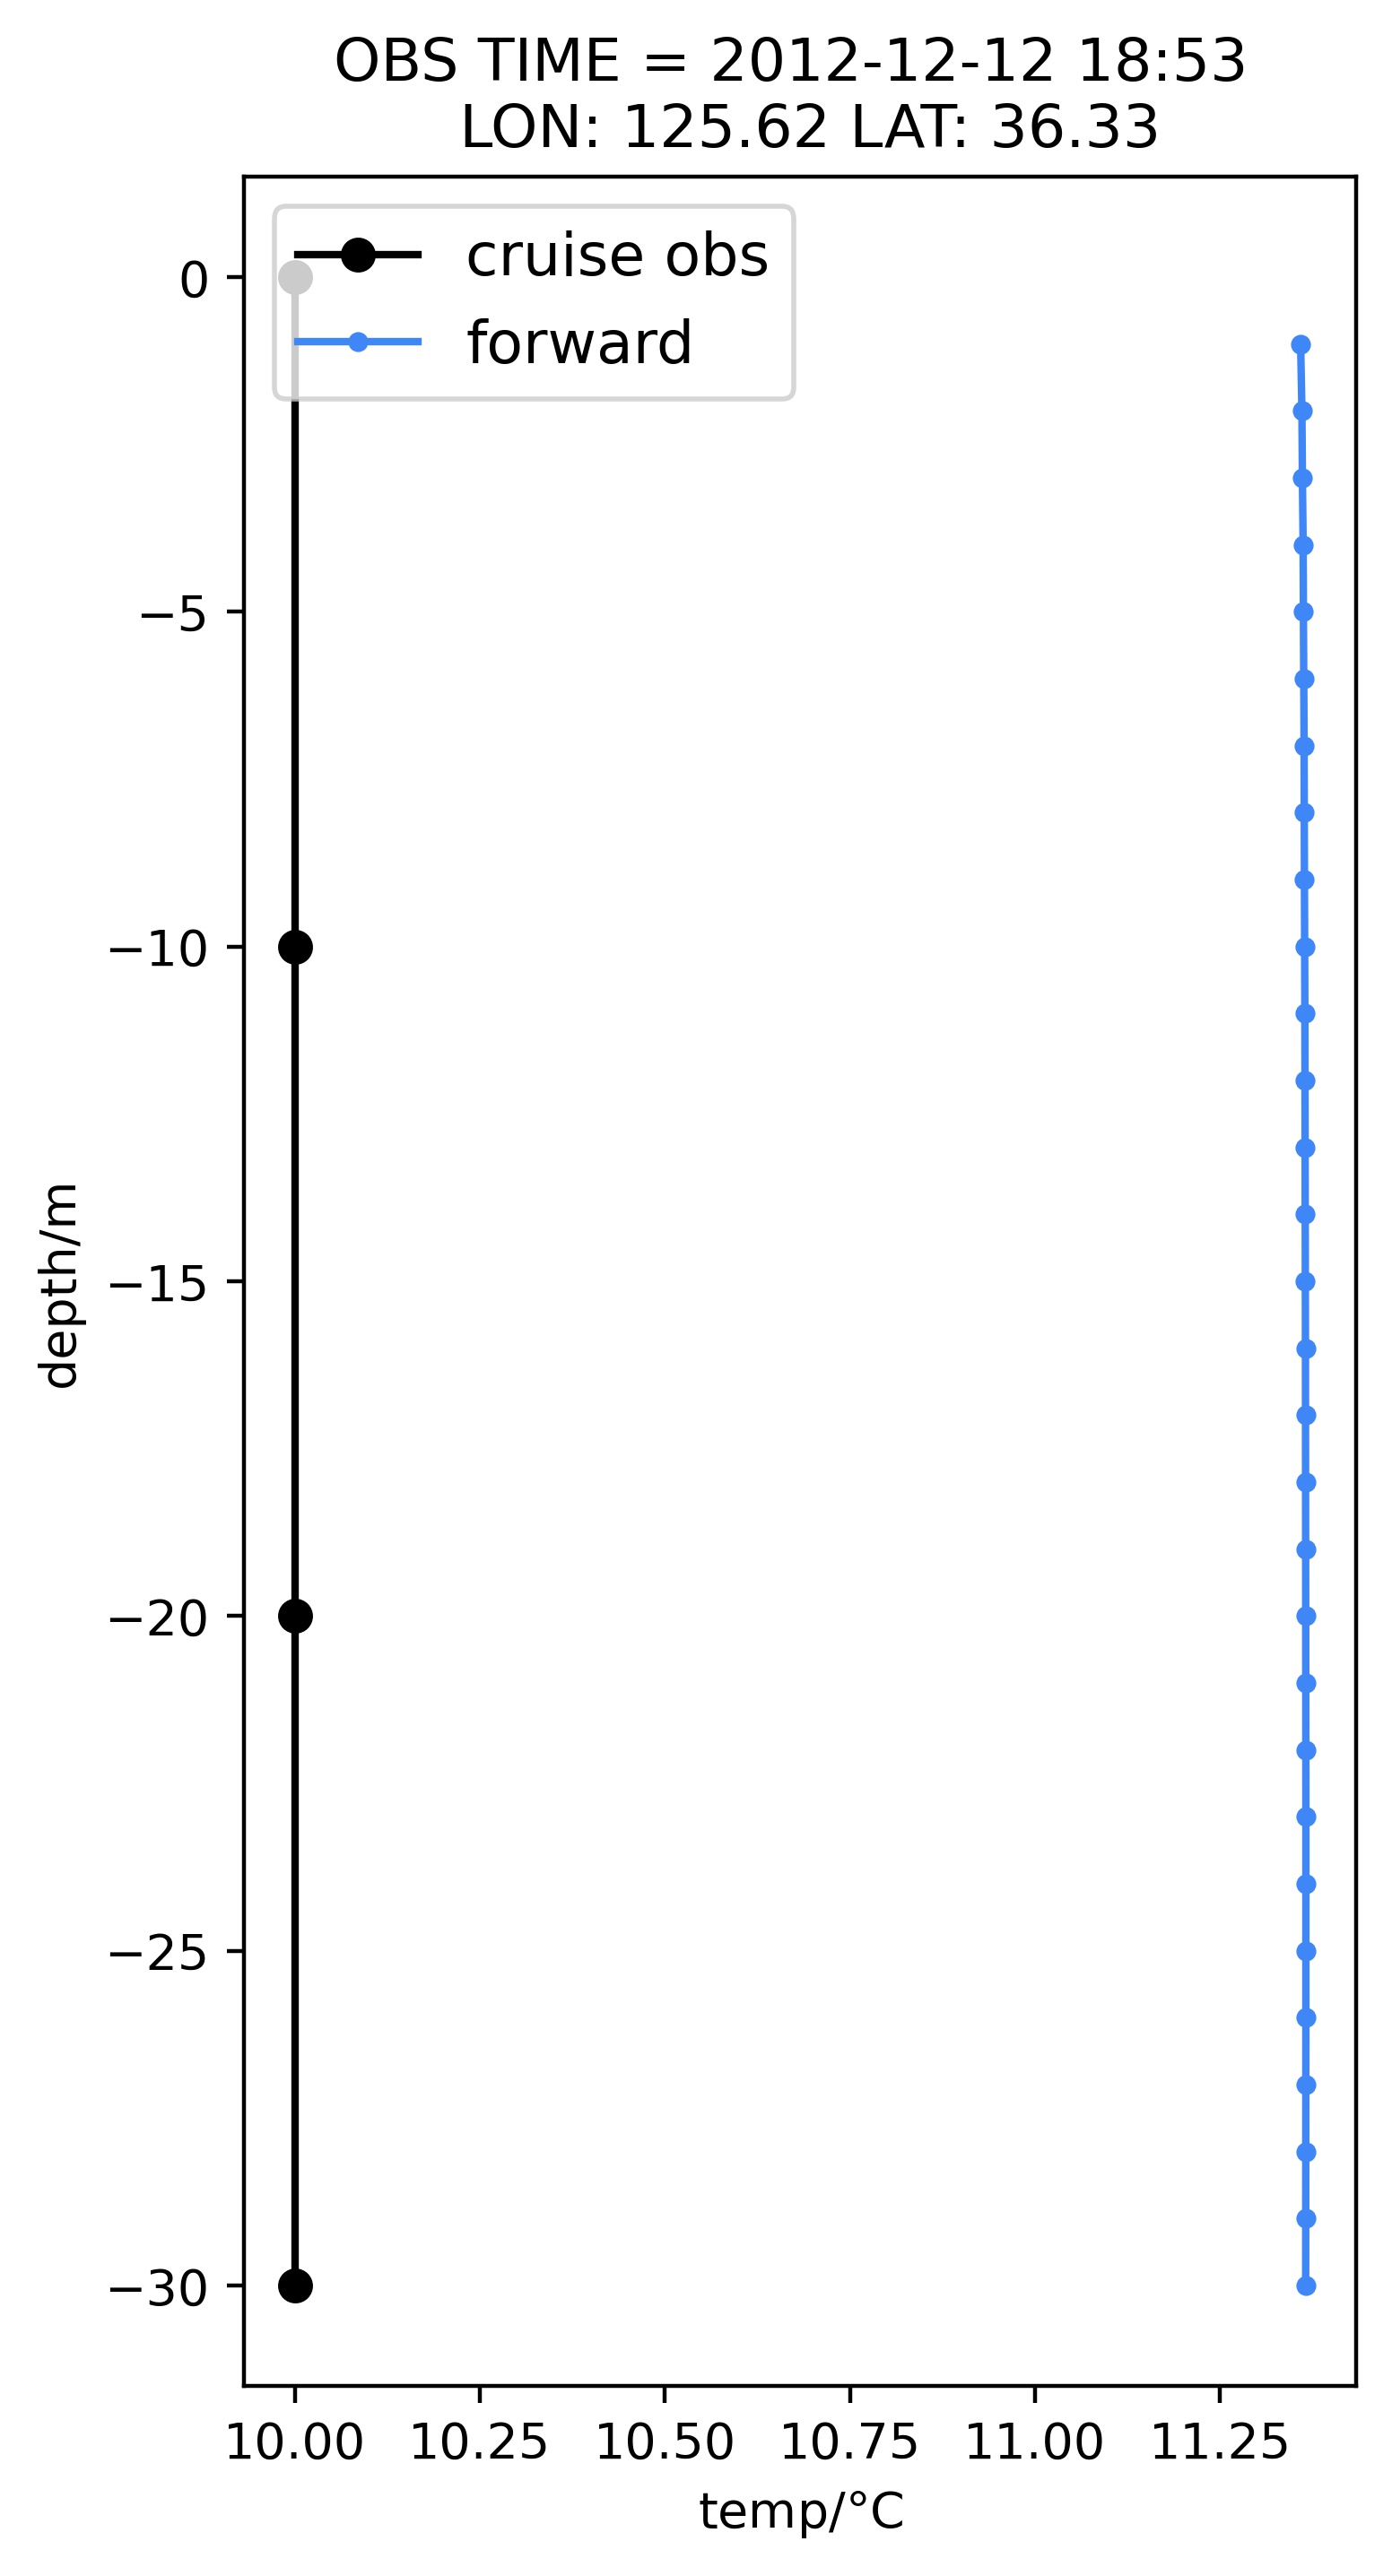 OBS TIME = 2012-12-12 18:53
LON: 125.62 LAT: 36.33
cruise obs
forward
0
−5
−10
−15
−20
−25
−30
depth/m
10.00 10.25 10.50 10.75 11.00 11.25
temp/°C